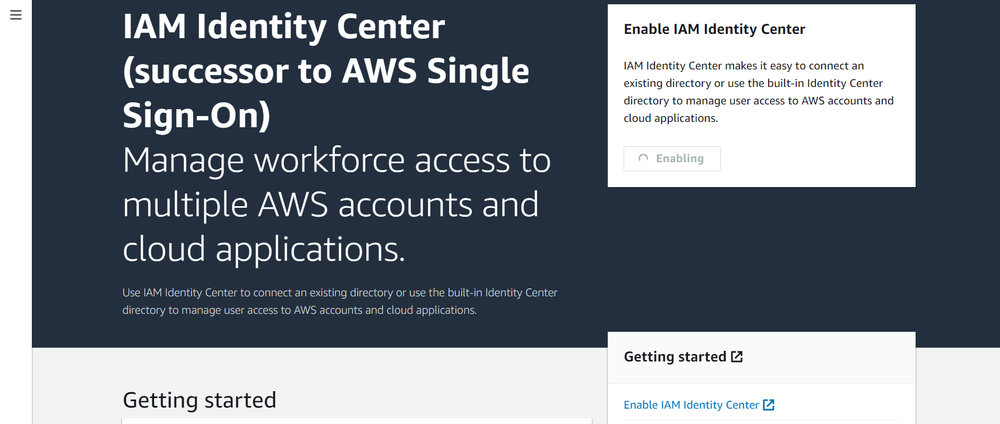 IAM Identity Center
(successor to AWS Single
Sign-On)
Manage workforce access to
multiple AWS accounts and
cloud applications.
Use IAM Identity Center to connect an existing directory or use the built-in Identity Center
directory to manage user access to AWS accounts and cloud applications.
Enable IAM Identity Center
IAM Identity Center makes it easy to connect an
existing directory or use the built-in Identity Center
directory to manage user access to AWS accounts and
cloud applications.
Enabling
Getting started
Enable IAM Identity Center
Getting started